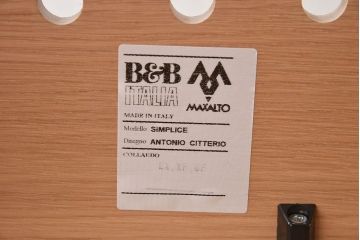 B&B
ITALIA
MAXALTO
MADE IN ITALY
Modello SIMPLICE
Disegno ANTONIO CITTERIO
COLLAUDO